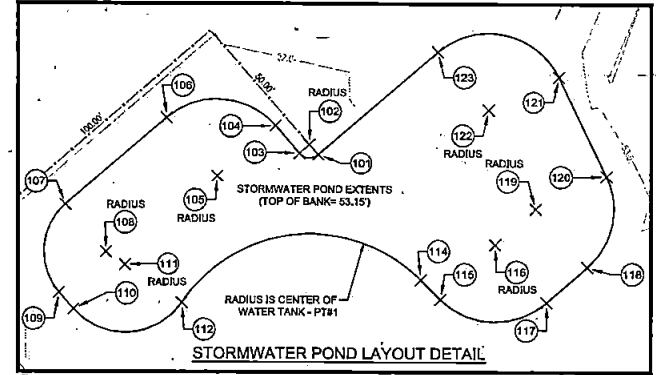 57.0'
123
106
50.00'
RADIUS
121
102
100.00'
104
122
103
101
RADIUS
RADIUS
107
105
STORMWATER POND EXTENTS
(TOP OF BANK= 53.15')
119
120
RADIUS
RADIUS
108
111
RADIUS
114
116
118
115
RADIUS
109
110
RADIUS IS CENTER OF
WATER TANK - PT#1
112
117
STORMWATER POND LAYOUT DETAIL